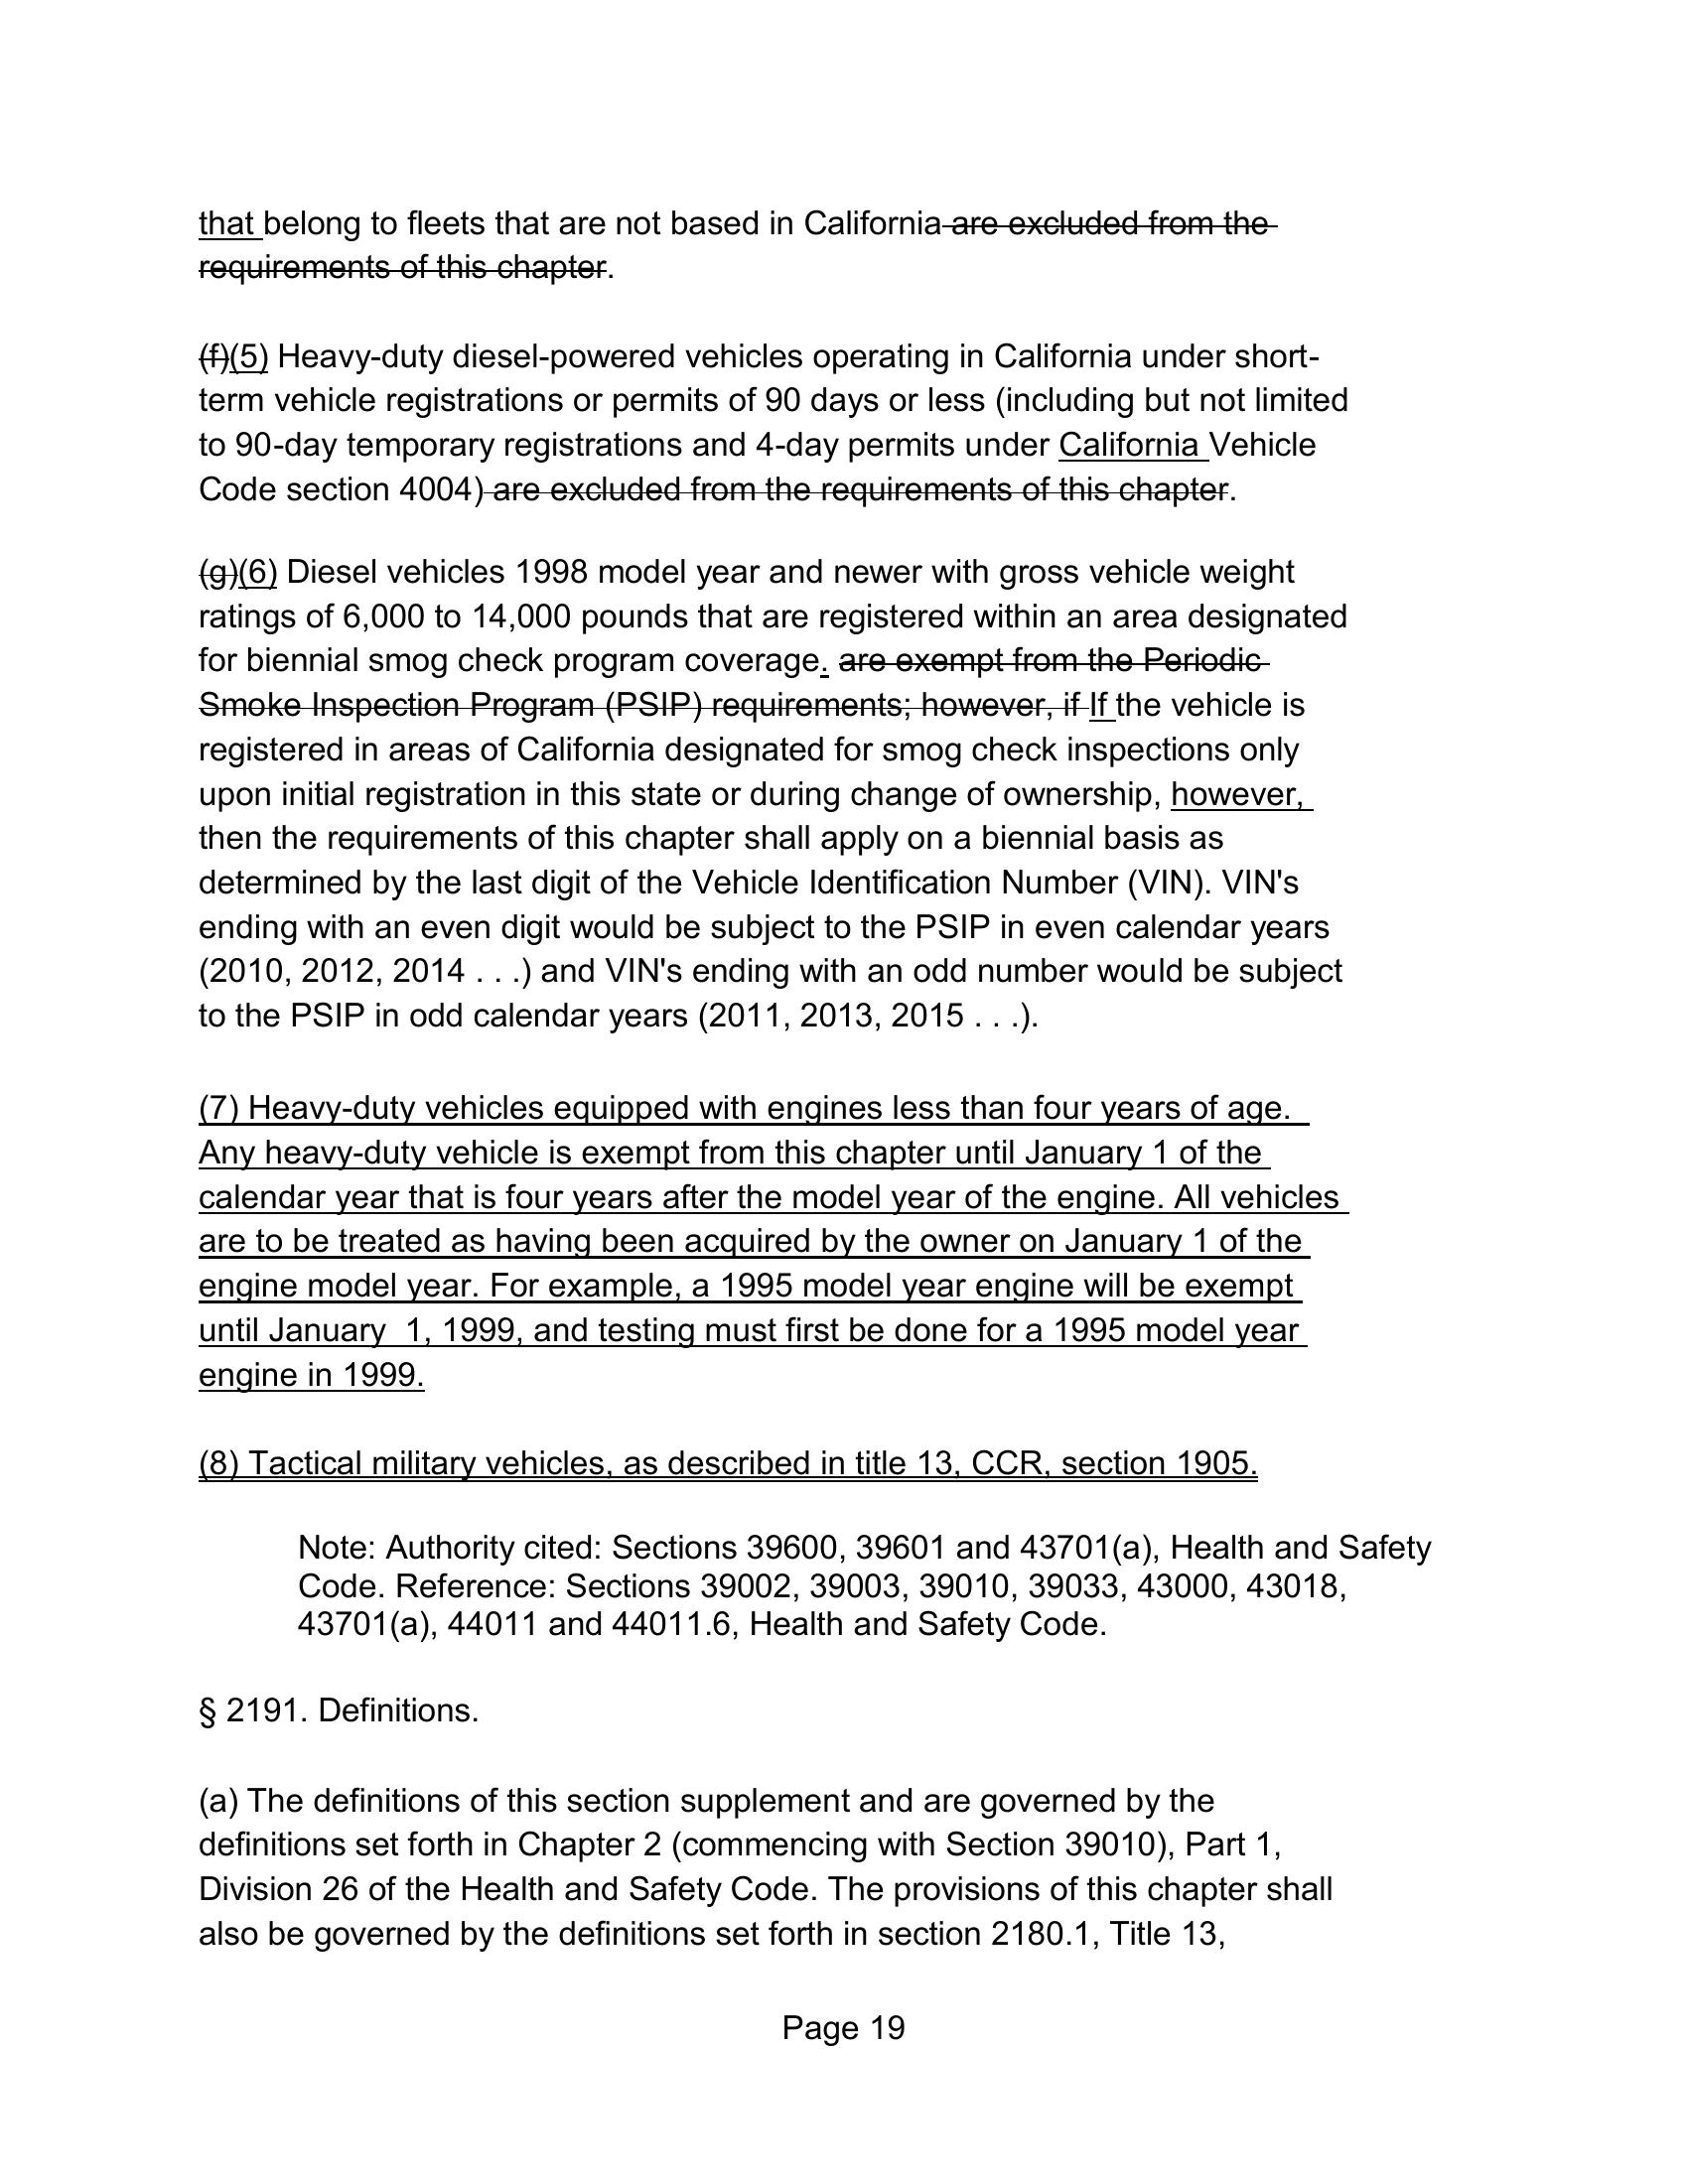 that belong to fleets that are not based in California are excluded from the
requirements of this chapter.
(f)(5) Heavy-duty diesel-powered vehicles operating in California under short-
term vehicle registrations or permits of 90 days or less (including but not limited
to 90-day temporary registrations and 4-day permits under California Vehicle
Code section 4004) are excluded from the requirements of this chapter.
(g)(6) Diesel vehicles 1998 model year and newer with gross vehicle weight
ratings of 6,000 to 14,000 pounds that are registered within an area designated
for biennial smog check program coverage. are exempt from the Periodic
Smoke Inspection Program (PSIP) requirements; however, if If the vehicle is
registered in areas of California designated for smog check inspections only
upon initial registration in this state or during change of ownership, however,
then the requirements of this chapter shall apply on a biennial basis as
determined by the last digit of the Vehicle Identification Number (VIN). VIN's
ending with an even digit would be subject to the PSIP in even calendar years
(2010, 2012, 2014 . . .) and VIN's ending with an odd number would be subject
to the PSIP in odd calendar years (2011, 2013, 2015 . . .).
(7) Heavy-duty vehicles equipped with engines less than four years of age.
Any heavy-duty vehicle is exempt from this chapter until January 1 of the
calendar year that is four years after the model year of the engine. All vehicles
are to be treated as having been acquired by the owner on January 1 of the
engine model year. For example, a 1995 model year engine will be exempt
until January  1, 1999, and testing must first be done for a 1995 model year
engine in 1999.
(8) Tactical military vehicles, as described in title 13, CCR, section 1905.
Note: Authority cited: Sections 39600, 39601 and 43701(a), Health and Safety
Code. Reference: Sections 39002, 39003, 39010, 39033, 43000, 43018,
43701(a), 44011 and 44011.6, Health and Safety Code.
§ 2191. Definitions.
(a) The definitions of this section supplement and are governed by the
definitions set forth in Chapter 2 (commencing with Section 39010), Part 1,
Division 26 of the Health and Safety Code. The provisions of this chapter shall
also be governed by the definitions set forth in section 2180.1, Title 13,
Page 19